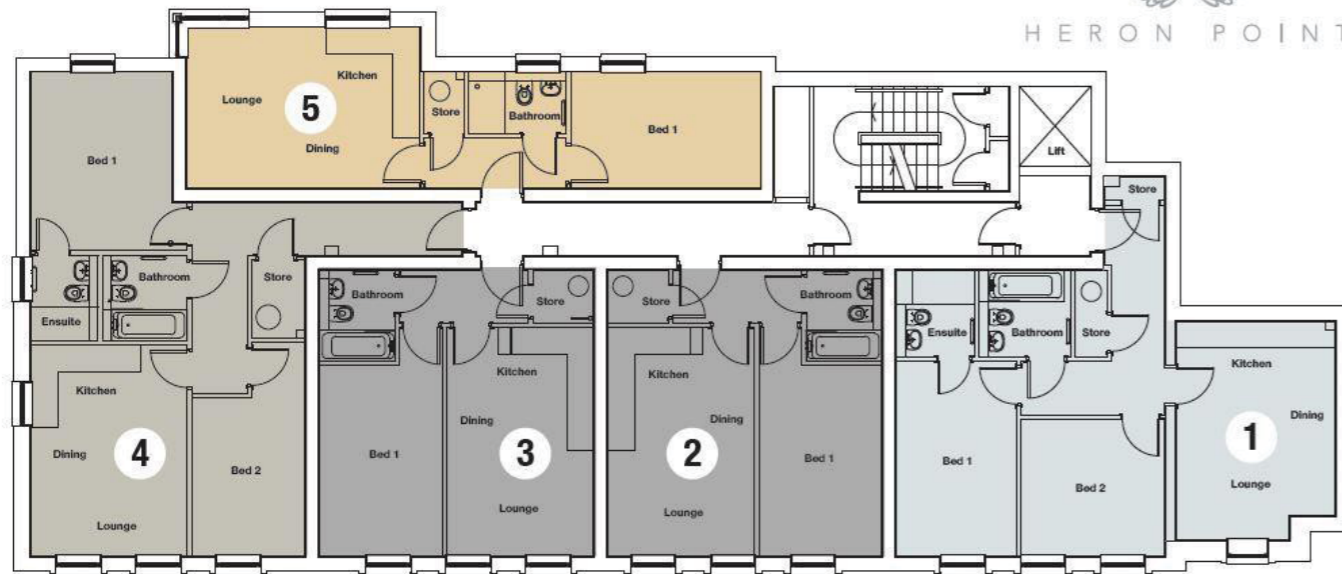 HERON POINT
Kitchen
Lounge
5
Store
Bathroom
Bed 1
Dining
Bed 1
Lift
Store
Bathroom
Store
Ensuite
Kitchen
Dining
4
Bed 2
Lounge
Bathroom
Store
Kitchen
Dining
Bed 1
3
Lounge
Store
Bathroom
Kitchen
Dining
2
Bed 1
Lounge
Ensuite
Bathroom
Store
Bed 1
Bed 2
Kitchen
Dining
1
Lounge